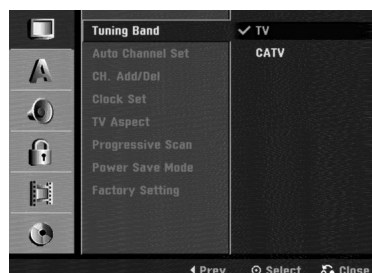 Tuning Band
✓ TV
Auto Channel Set
CATV
CH. Add/Del
Clock Set
TV Aspect
Progressive Scan
Power Save Mode
Factory Setting
A
Prev
Select
Close